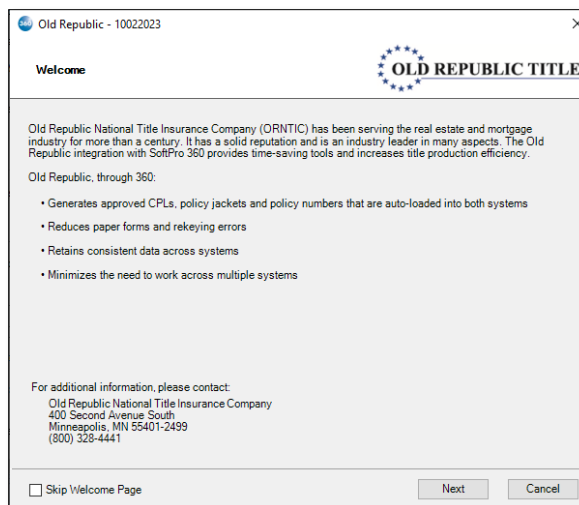 360 Old Republic - 10022023
Welcome
OLD REPUBLIC TITLE
Old Republic National Title Insurance Company (ORNTIC) has been serving the real estate and mortgage
industry for more than a century. It has a solid reputation and is an industry leader in many aspects. The Old
Republic integration with SoftPro 360 provides time-saving tools and increases title production efficiency.
Old Republic, through 360:
• Generates approved CPLs, policy jackets and policy numbers that are auto-loaded into both systems
• Reduces paper forms and rekeying errors
• Retains consistent data across systems
• Minimizes the need to work across multiple systems
For additional information, please contact:
Old Republic National Title Insurance Company
400 Second Avenue South
Minneapolis, MN 55401-2499
(800) 328-4441
Skip Welcome Page
Next
Cancel